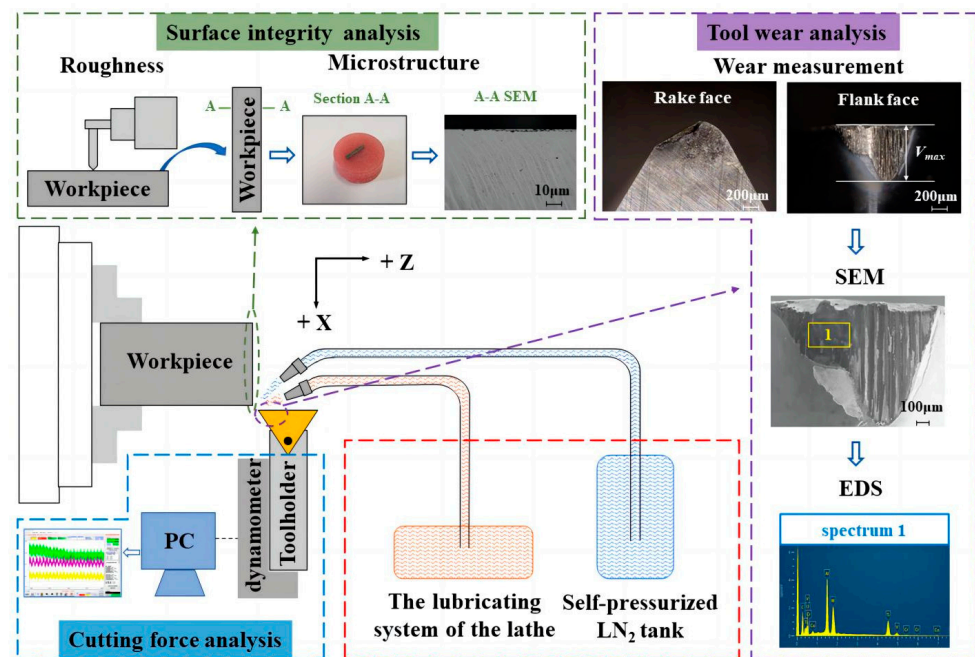 Surface integrity analysis
Roughness
Microstructure
Workpiece
A
A
Workpiece
Section A-A
A-A SEM
10μm
Tool wear analysis
Wear measurement
Rake face
200μm
Flank face
Vmax
200μm
SEM
1
100μm
EDS
spectrum 1
+ Z
+ X
Workpiece
Toolholder
dynamometer
PC
Cutting force analysis
The lubricating
system of the lathe
Self-pressurized
LN₂ tank